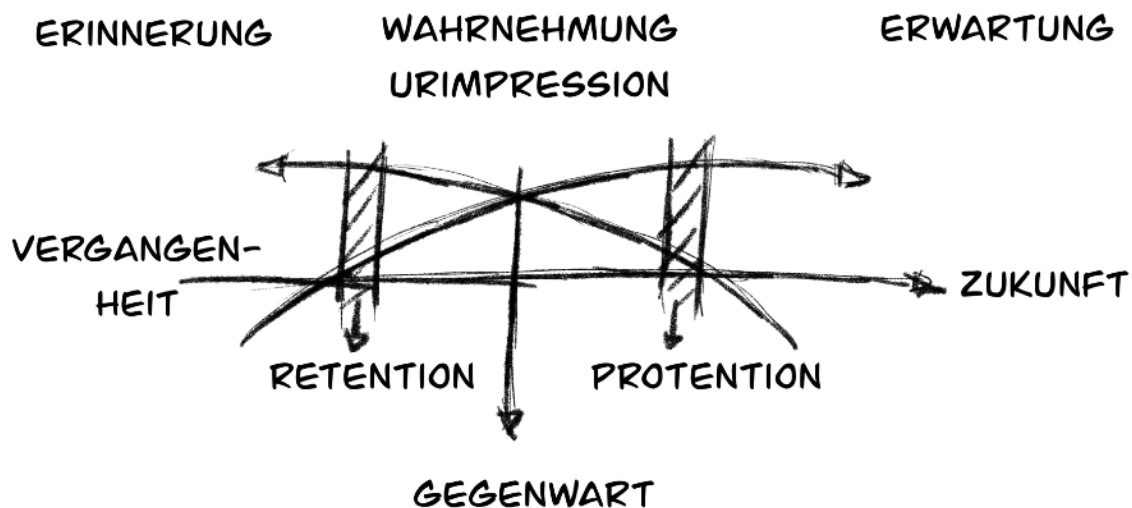 ERINNERUNG
WAHRNEHMUNG
URIMPRESSION
ERWARTUNG
VERGANGEN-
HEIT
ZUKUNFT
RETENTION
PROTENTION
GEGENWART